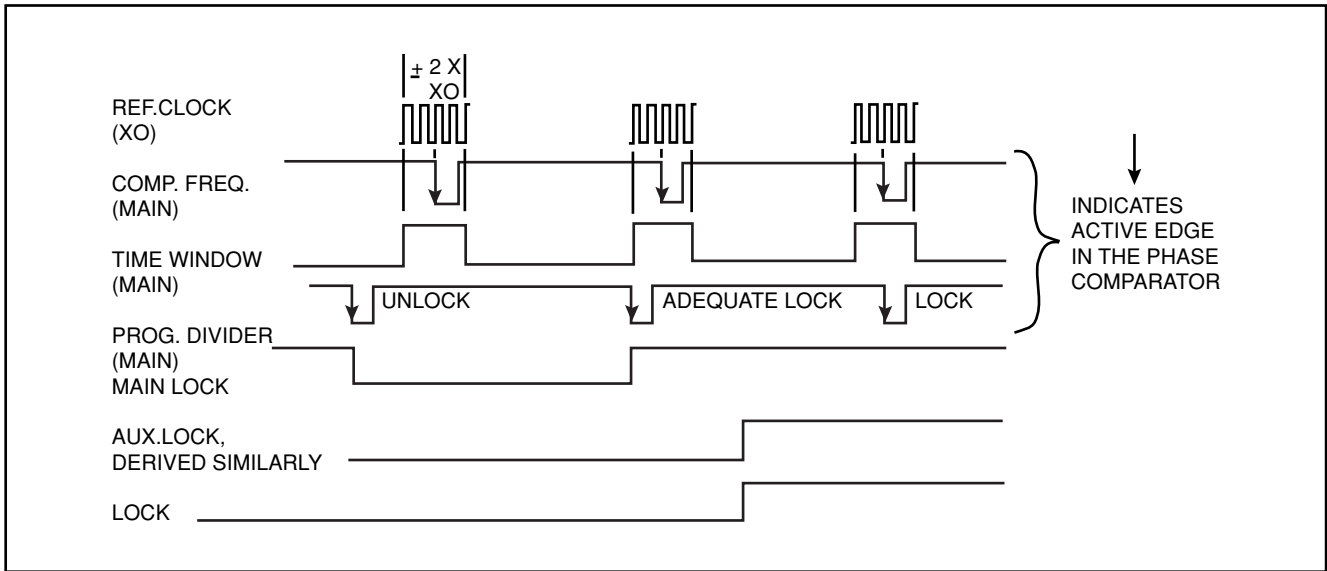 ± 2 X
XO
REF.CLOCK
(XO)
COMP. FREQ.
(MAIN)
TIME WINDOW
(MAIN)
UNLOCK
ADEQUATE LOCK
LOCK
PROG. DIVIDER
(MAIN)
MAIN LOCK
AUX.LOCK,
DERIVED SIMILARLY
LOCK
INDICATES
ACTIVE EDGE
IN THE PHASE
COMPARATOR